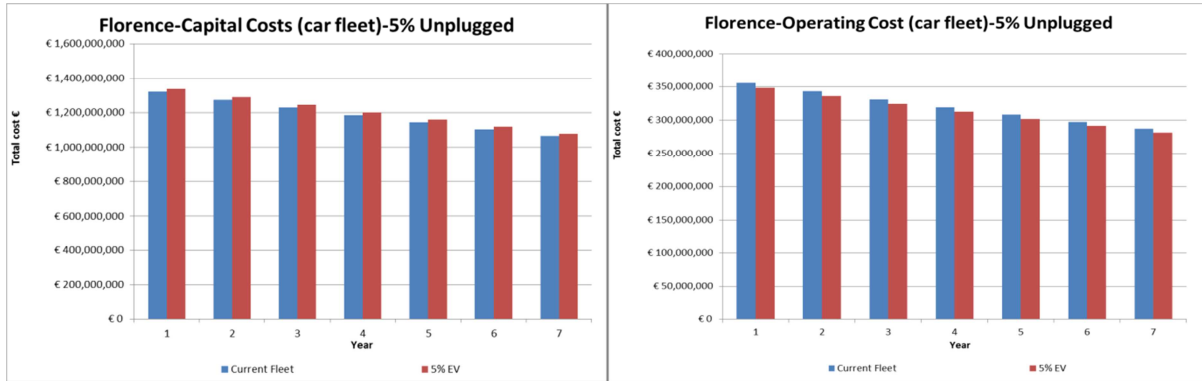 Florence-Capital Costs (car fleet)-5% Unplugged
Total cost €
€ 1,600,000,000
€ 1,400,000,000
€ 1,200,000,000
€ 1,000,000,000
€ 800,000,000
€ 600,000,000
€ 400,000,000
€ 200,000,000
€ 0
1 2 3 4 5 6 7
Year
Current Fleet 5% EV
Florence-Operating Cost (car fleet)-5% Unplugged
Total cost €
€ 400,000,000
€ 350,000,000
€ 300,000,000
€ 250,000,000
€ 200,000,000
€ 150,000,000
€ 100,000,000
€ 50,000,000
€ 0
1 2 3 4 5 6 7
Year
Current Fleet 5% EV